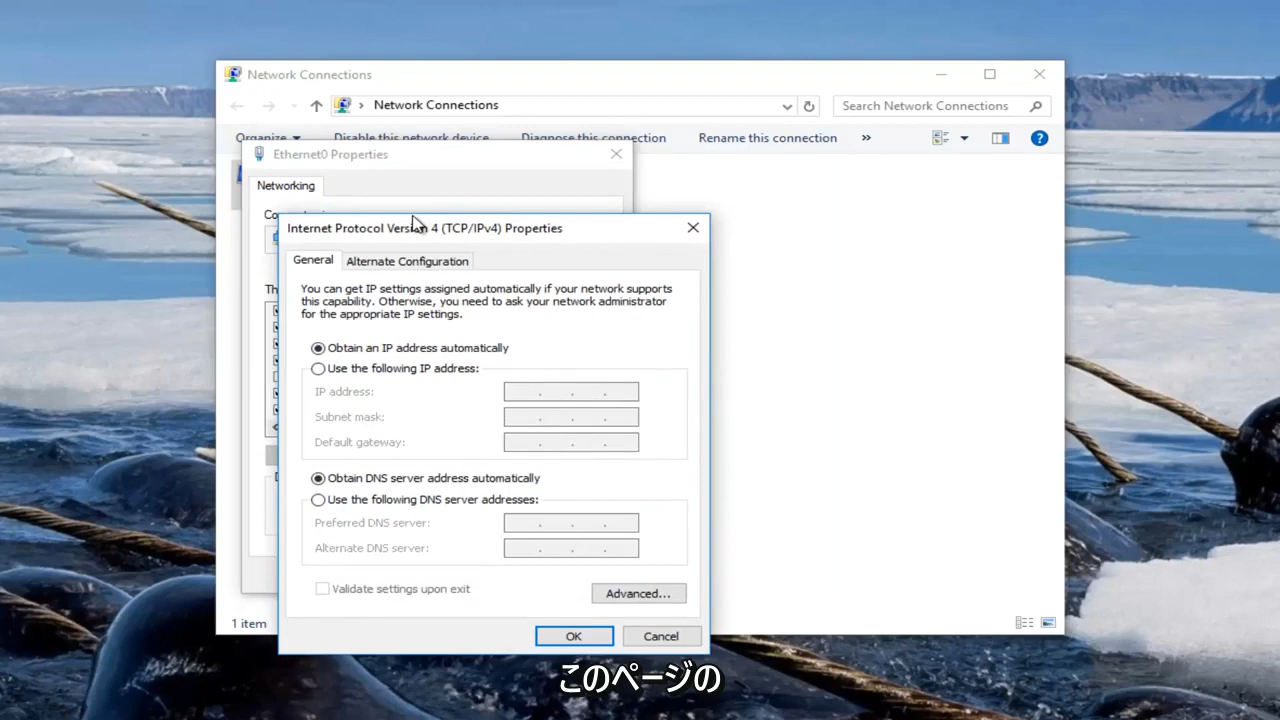 Network Connections
Network Connections
Search Network Connections
Organize
Disable this network device
Diagnose this connection
Rename this connection
»
Ethernet0 Properties
Networking
Internet Protocol Version 4 (TCP/IPv4) Properties
General
Alternate Configuration
You can get IP settings assigned automatically if your network supports
this capability. Otherwise, you need to ask your network administrator
for the appropriate IP settings.
Obtain an IP address automatically
Use the following IP address:
IP address:
Subnet mask:
Default gateway:
Obtain DNS server address automatically
Use the following DNS server addresses:
Preferred DNS server:
Alternate DNS server:
Validate settings upon exit
Advanced...
1 item
OK
Cancel
このページの